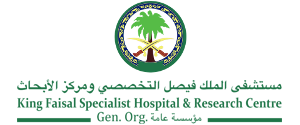 مستشفى الملك فيصل التخصصي ومركز الأبحاث
King Faisal Specialist Hospital & Research Centre
Gen. Org. مؤسسة عامة